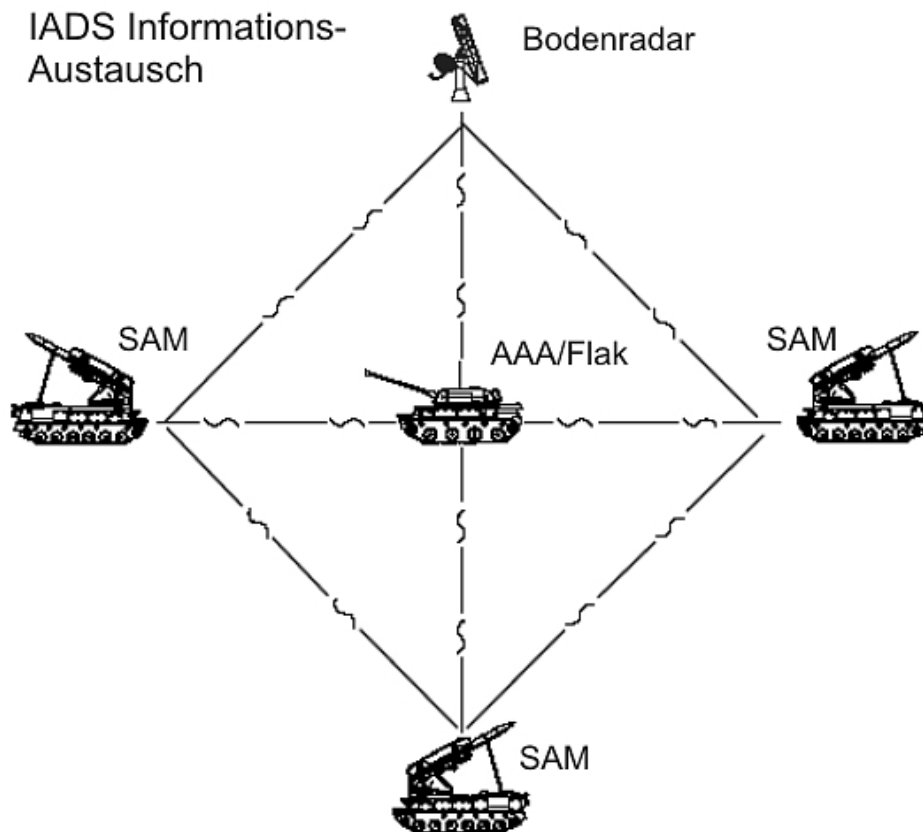 IADS Informations-
Austausch
Bodenradar
SAM
AAA/Flak
SAM
SAM